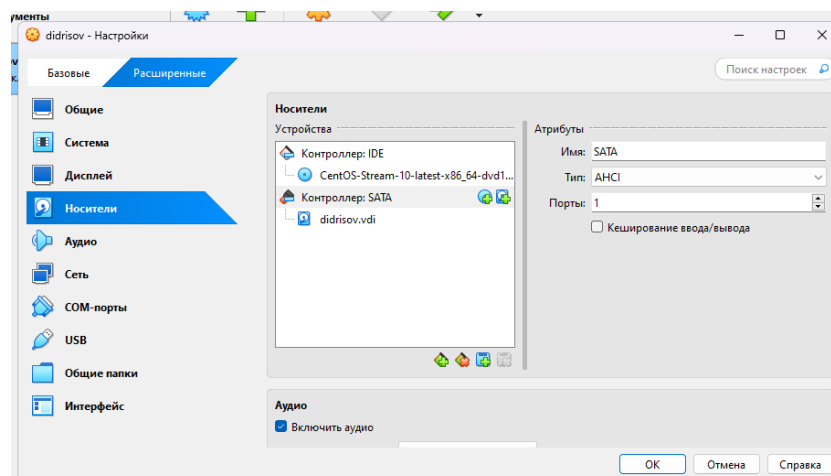 ументы
didrisov - Настройки
Базовые
Расширенные
Поиск настроек
Общие
Система
Дисплей
Носители
Аудио
Сеть
COM-порты
USB
Общие папки
Интерфейс
Носители
Устройства
Контроллер: IDE
CentOS-Stream-10-latest-x86_64-dvd1...
Контроллер: SATA
didrisov.vdi
Атрибуты
Имя: SATA
Тип: AHCI
Порты: 1
Кеширование ввода/вывода
Аудио
Включить аудио
OK
Отмена
Справка